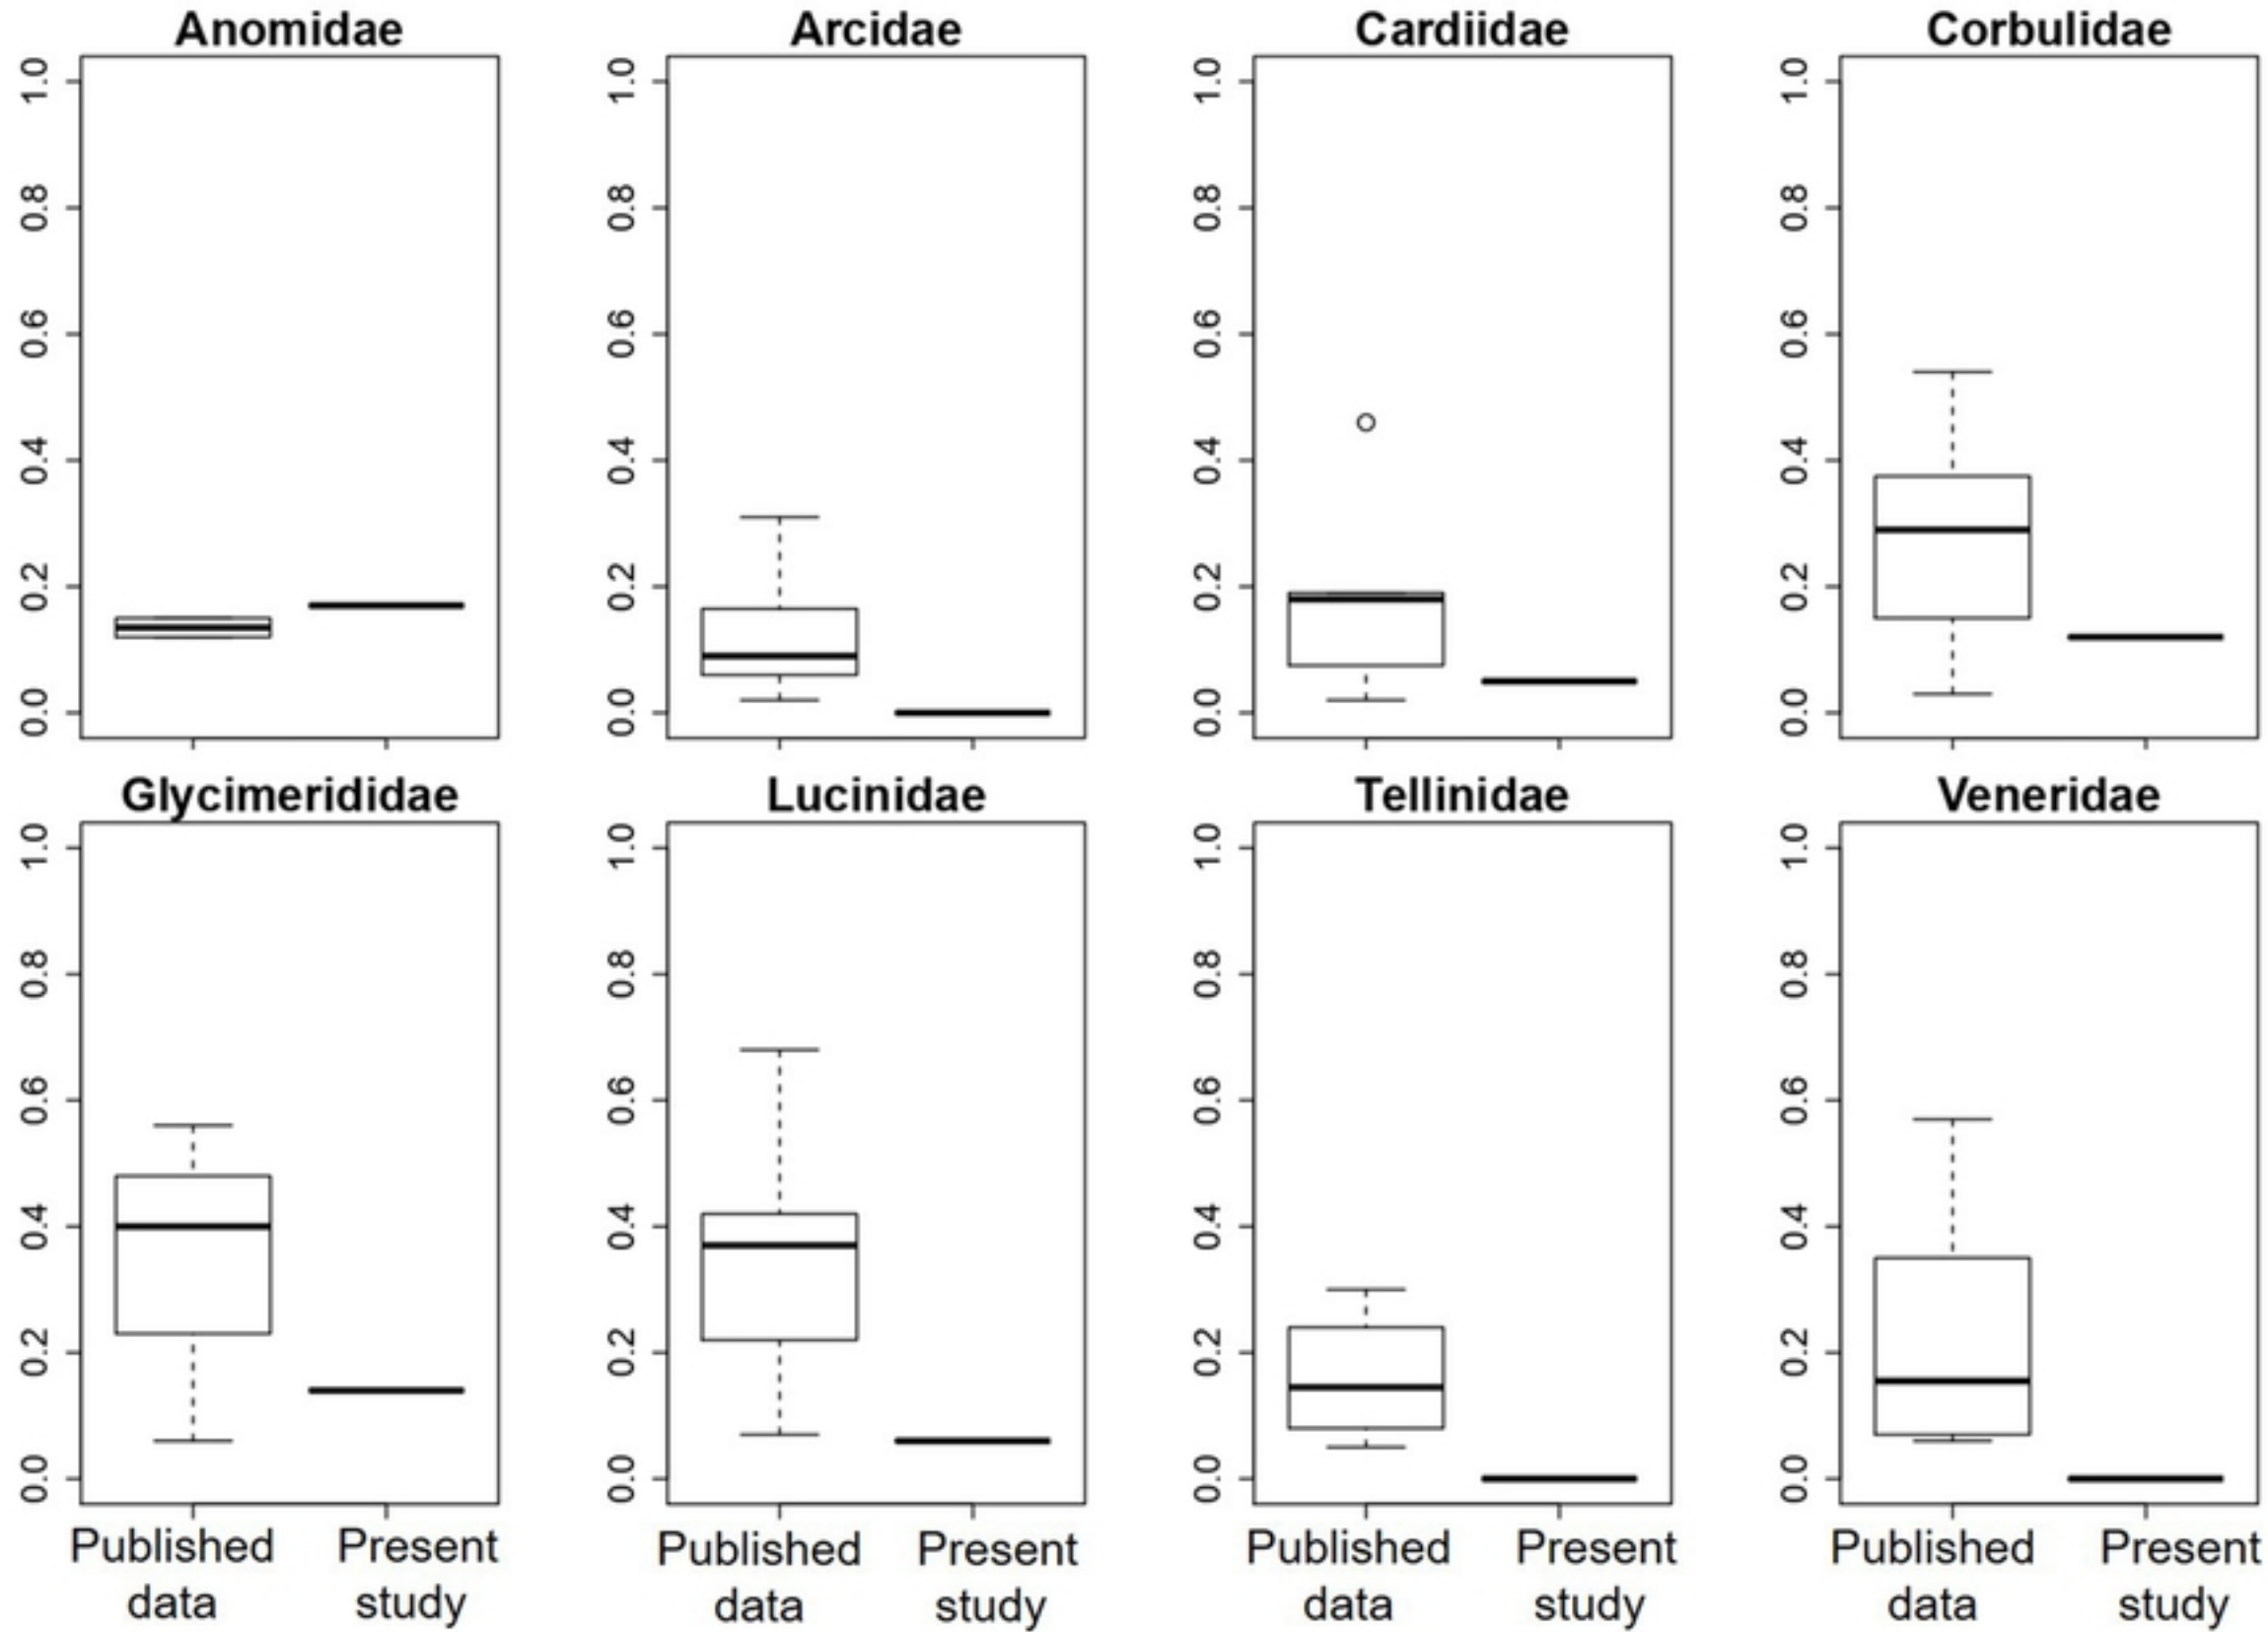 Anomidae Arcidae Cardiidae Corbulidae
1.0 1.0 1.0 1.0
0.8 0.8 0.8 0.8
0.6 0.6 0.6 0.6
0.4 0.4 0.4 0.4
0.2 0.2 0.2 0.2
0.0 0.0 0.0 0.0
Glycimerididae Lucinidae Tellinidae Veneridae
1.0 1.0 1.0 1.0
0.8 0.8 0.8 0.8
0.6 0.6 0.6 0.6
0.4 0.4 0.4 0.4
0.2 0.2 0.2 0.2
0.0 0.0 0.0 0.0
Published Present Published Present Published Present Published Present
data study data study data study data study